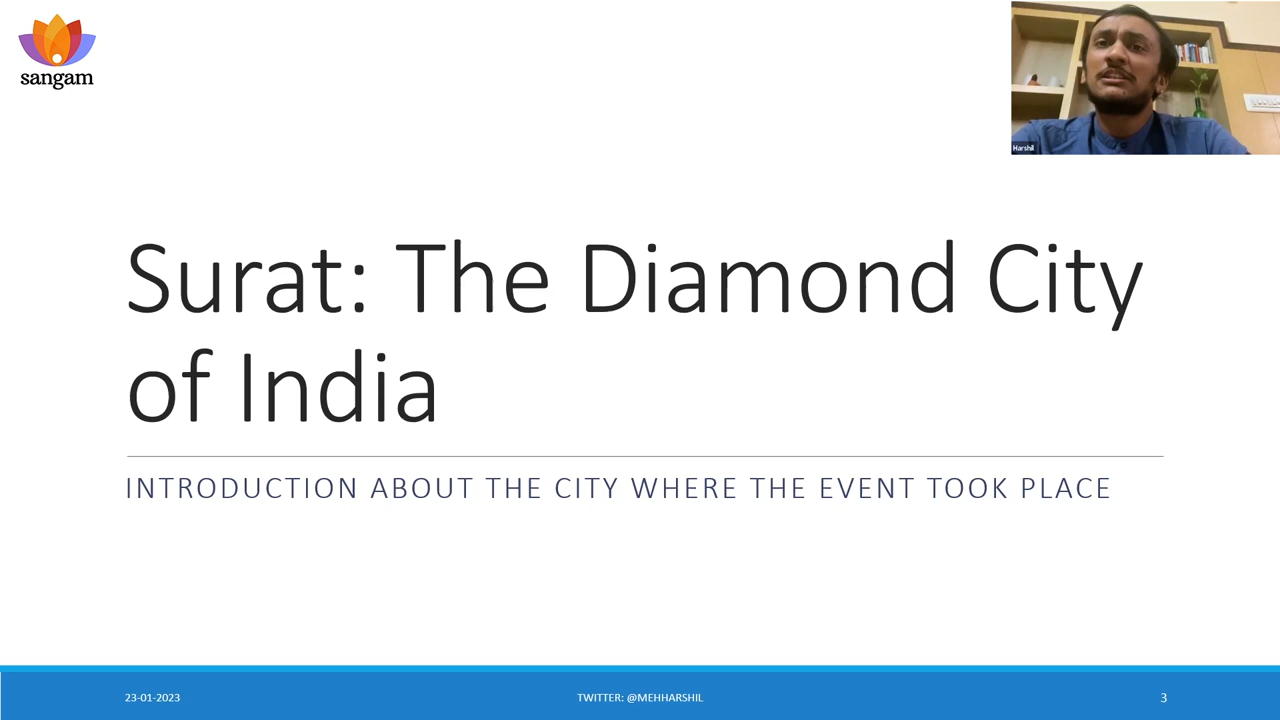 sangam
Harshil
Surat: The Diamond City
of India
INTRODUCTION ABOUT THE CITY WHERE THE EVENT TOOK PLACE
23-01-2023
TWITTER: @MEHHARSHIL
3